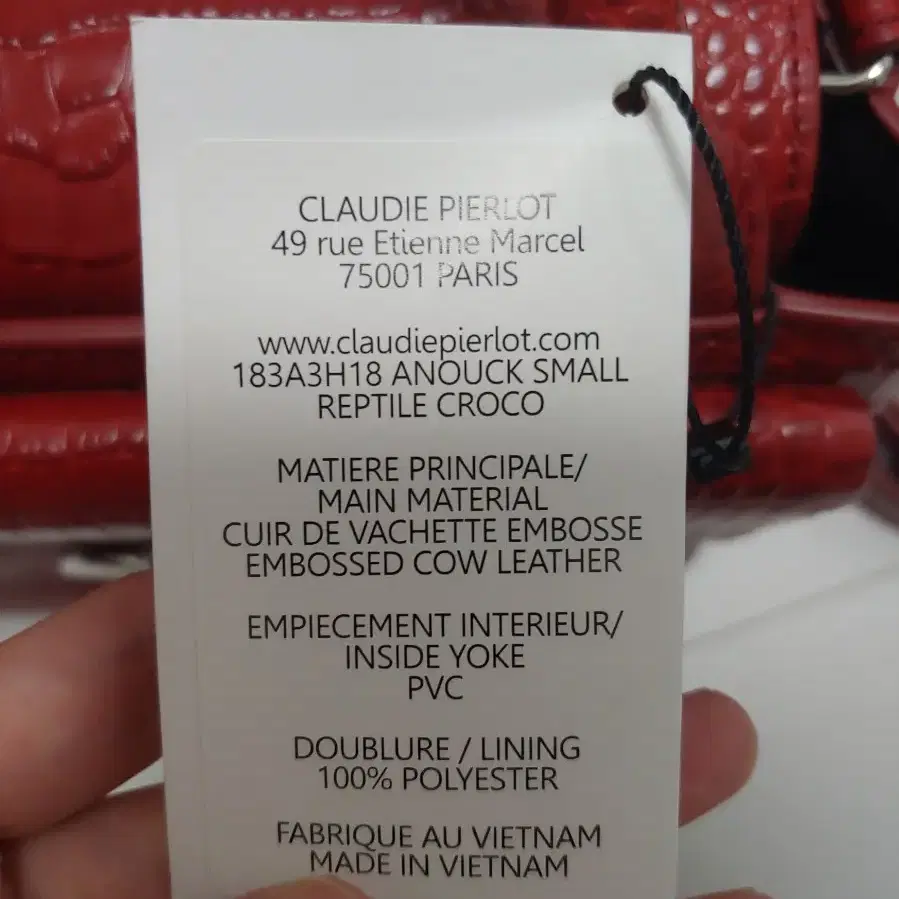 CLAUDIE PIERLOT
49 rue Etienne Marcel
75001 PARIS
www.claudiepierlot.com
183A3H18 ANOUCK SMALL
REPTILE CROCO
MATIERE PRINCIPALE/
MAIN MATERIAL
CUIR DE VACHETTE EMBOSSE
EMBOSSED COW LEATHER
EMPIECEMENT INTERIEUR/
INSIDE YOKE
PVC
DOUBLURE / LINING
100% POLYESTER
FABRIQUE AU VIETNAM
MADE IN VIETNAM